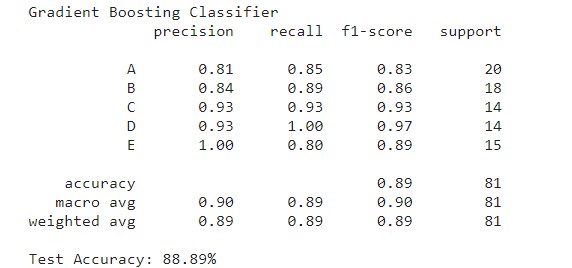 Gradient Boosting Classifier
precision recall f1-score support
A 0.81 0.85 0.83 20
B 0.84 0.89 0.86 18
C 0.93 0.93 0.93 14
D 0.93 1.00 0.97 14
E 1.00 0.80 0.89 15
accuracy 0.89 81
macro avg 0.90 0.89 0.90 81
weighted avg 0.89 0.89 0.89 81
Test Accuracy: 88.89%